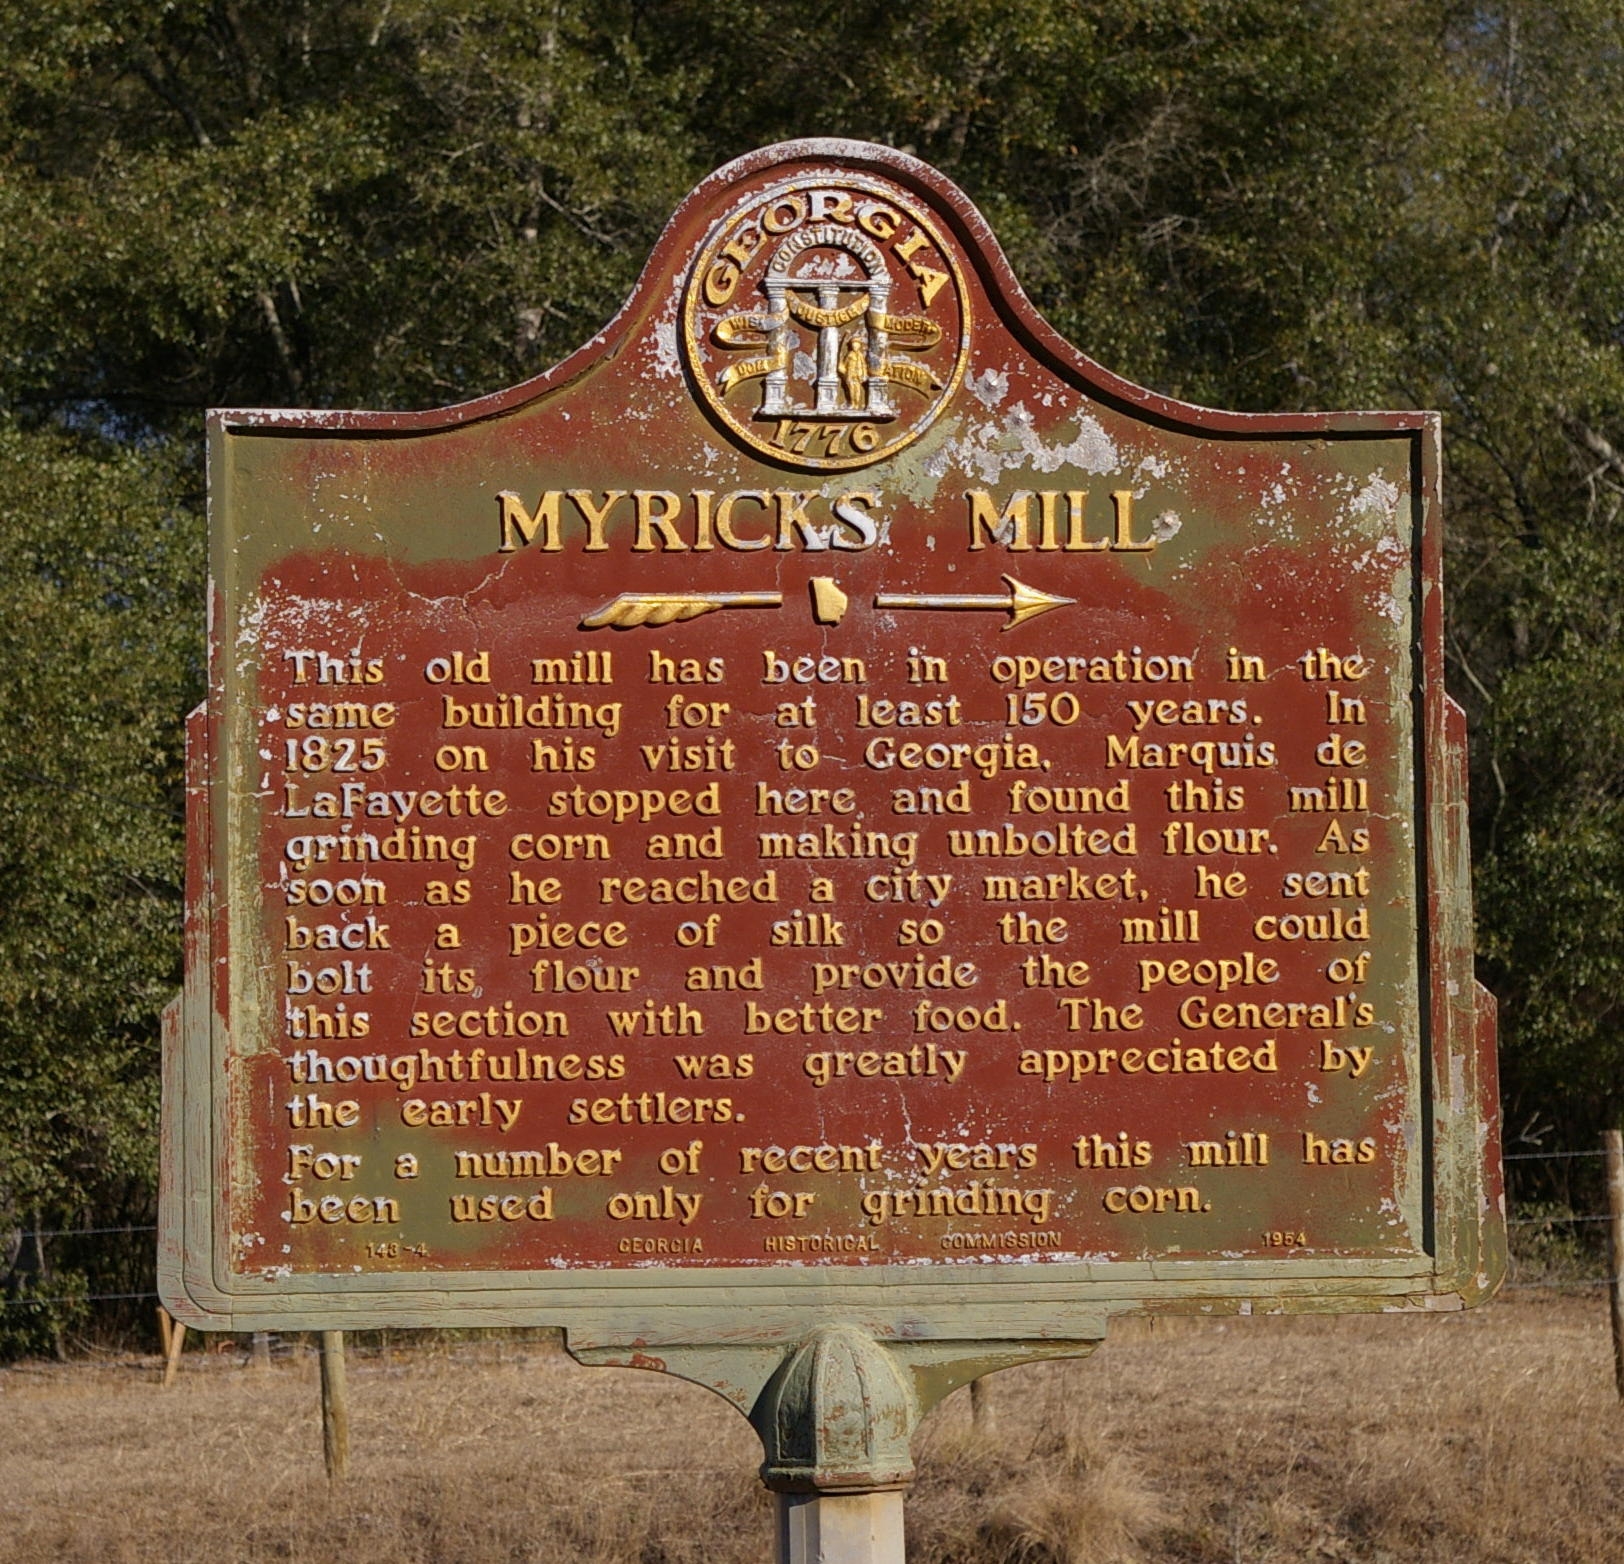 GEORGIA
CONSTITUTION
WIS JUSTICE MODER
DOM ATION
1776
MYRICKS MILL
This old mill has been in operation in the
same building for at least 150 years. In
1825 on his visit to Georgia, Marquis de
LaFayette stopped here and found this mill
grinding corn and making unbolted flour. As
soon as he reached a city market, he sent
back a piece of silk so the mill could
bolt its flour and provide the people of
this section with better food. The General's
thoughtfulness was greatly appreciated by
the early settlers.
For a number of recent years this mill has
been used only for grinding corn.
GEORGIA HISTORICAL COMMISSION 1954